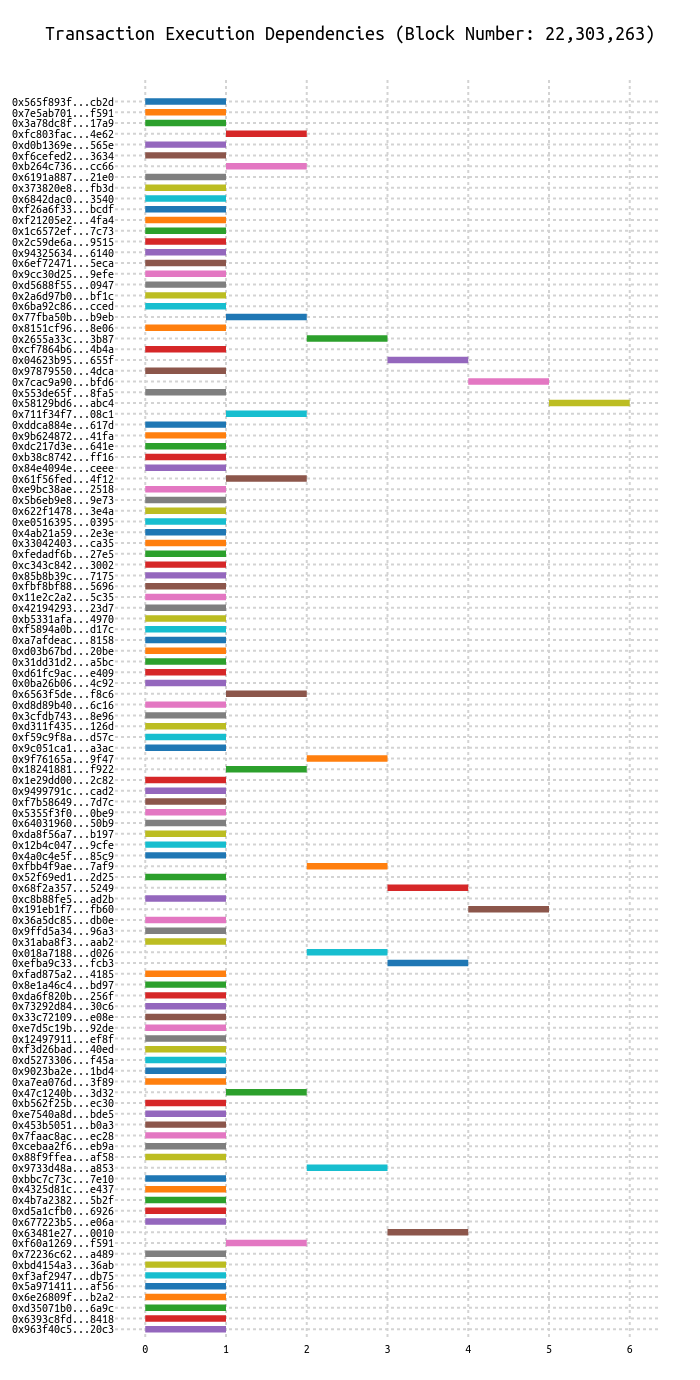 Transaction Execution Dependencies (Block Number: 22,303,263)
0x565f893f...cb2d
0x7e5ab701...f591
0x3a78dc8f...17a9
0xfc803fac...4e62
0xd0b1369e...565e
0xf6cefed2...3634
0xb264c736...cc66
0x6191a887...21e0
0x373820e8...fb3d
0x6842dac0...3540
0xf26a6f33...bcdf
0xf21205e2...4fa4
0x1c6572ef...7c73
0x2c59de6a...9515
0x94325634...6140
0x6ef72471...5eca
0x9cc30d25...9efe
0xd5688f55...0947
0x2a6d97b0...bf1c
0x6ba92c86...cced
0x77fba50b...b9eb
0x8151cf96...8e06
0x2655a33c...3b87
0xcf7864b6...4b4a
0x04623b95...655f
0x97879550...4dca
0x7cac9a90...bfd6
0x553de65f...8fa5
0x58129bd6...abc4
0x711f34f7...08c1
0xddca884e...617d
0x9b624872...41fa
0xdc217d3e...641e
0xb38c8742...ff16
0x84e4094e...ceee
0x61f56fed...4f12
0xe9bc38ae...2518
0x5b6eb9e8...9e73
0x622f1478...3e4a
0xe0516395...0395
0x4ab21a59...2e3e
0x33042403...ca35
0xfedadf6b...27e5
0xc343c842...3002
0x85b8b39c...7175
0xfbf8bf88...5696
0x11e2c2a2...5c35
0x42194293...23d7
0xb5331afa...4970
0xf5894a0b...d17c
0xa7afdeac...8158
0xd03b67bd...20be
0x31dd31d2...a5bc
0xd61fc9ac...e409
0x0ba26b06...4c92
0x6563f5de...f8c6
0xd8d89b40...6c16
0x3cfdb743...8e96
0xd311f435...126d
0xf59c9f8a...d57c
0x9c051ca1...a3ac
0x9f76165a...9f47
0x18241881...f922
0x1e29dd00...2c82
0x9499791c...cad2
0xf7b58649...7d7c
0x5355f3f0...0be9
0x64031960...50b9
0xda8f56a7...b197
0x12b4c047...9cfe
0x4a0c4e5f...85c9
0xfbb4f9ae...7af9
0x52f69ed1...2d25
0x68f2a357...5249
0xc8b88fe5...ad2b
0x191eb1f7...fb60
0x36a5dc85...db0e
0x9ffd5a34...96a3
0x31aba8f3...aab2
0x018a7188...d026
0xefba9c33...fcb3
0xfad875a2...4185
0x8e1a46c4...bd97
0xda6f820b...256f
0x73292d84...30c6
0x33c72109...e08e
0xe7d5c19b...92de
0x12497911...ef8f
0xf3d26bad...40ed
0xd5273306...f45a
0x9023ba2e...1bd4
0xa7ea076d...3f89
0x47c1240b...3d32
0xb562f25b...ec30
0xe7540a8d...bde5
0x453b5051...b0a3
0x7faac8ac...ec28
0xcebaa2f6...eb9a
0x88f9ffea...af58
0x9733d48a...a853
0xbbc7c73c...7e10
0x4325d81c...e437
0x4b7a2382...5b2f
0xd5a1cfb0...6926
0x677223b5...e06a
0x63481e27...0010
0xf60a1269...f591
0x72236c62...a489
0xbd4154a3...36ab
0xf3af2947...db75
0x5a971411...af56
0x6e26809f...b2a2
0xd35071b0...6a9c
0x6393c8fd...8418
0x963f40c5...20c3
0 1 2 3 4 5 6